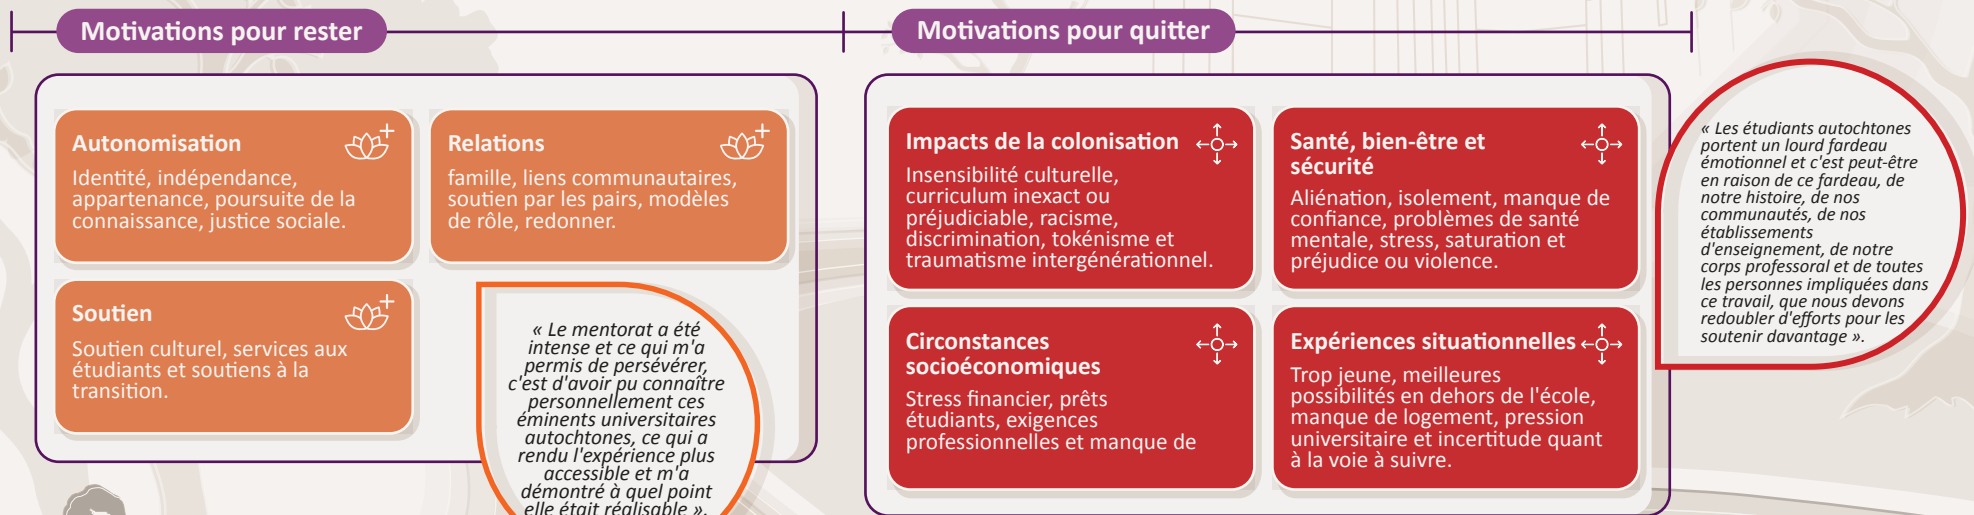 Motivations pour rester
Autonomisation
Identité, indépendance,
appartenance, poursuite de la
connaissance, justice sociale.
Relations
famille, liens communautaires,
soutien par les pairs, modèles
de rôle, redonner.
Soutien
Soutien culturel, services aux
étudiants et soutiens à la
transition.
« Le mentorat a été
intense et ce qui m'a
permis de persévérer,
c'est d'avoir pu connaître
personnellement ces
éminents universitaires
autochtones, ce qui a
rendu l'expérience plus
accessible et m'a
démontré à quel point
elle était réalisable ».
Motivations pour quitter
Impacts de la colonisation
Insensibilité culturelle,
curriculum inexact ou
préjudiciable, racisme,
discrimination, tokénisme et
traumatisme intergénérationnel.
Santé, bien-être et
sécurité
Aliénation, isolement, manque de
confiance, problèmes de santé
mentale, stress, saturation et
préjudice ou violence.
Circonstances
socioéconomiques
Stress financier, prêts
étudiants, exigences
professionnelles et manque de
Expériences situationnelles
Trop jeune, meilleures
possibilités en dehors de l'école,
manque de logement, pression
universitaire et incertitude quant
à la voie à suivre.
« Les étudiants autochtones
portent un lourd fardeau
émotionnel et c'est peut-être
en raison de ce fardeau, de
notre histoire, de nos
communautés, de nos
établissements
d'enseignement, de notre
corps professoral et de toutes
les personnes impliquées dans
ce travail, que nous devons
redoubler d'efforts pour les
soutenir davantage ».